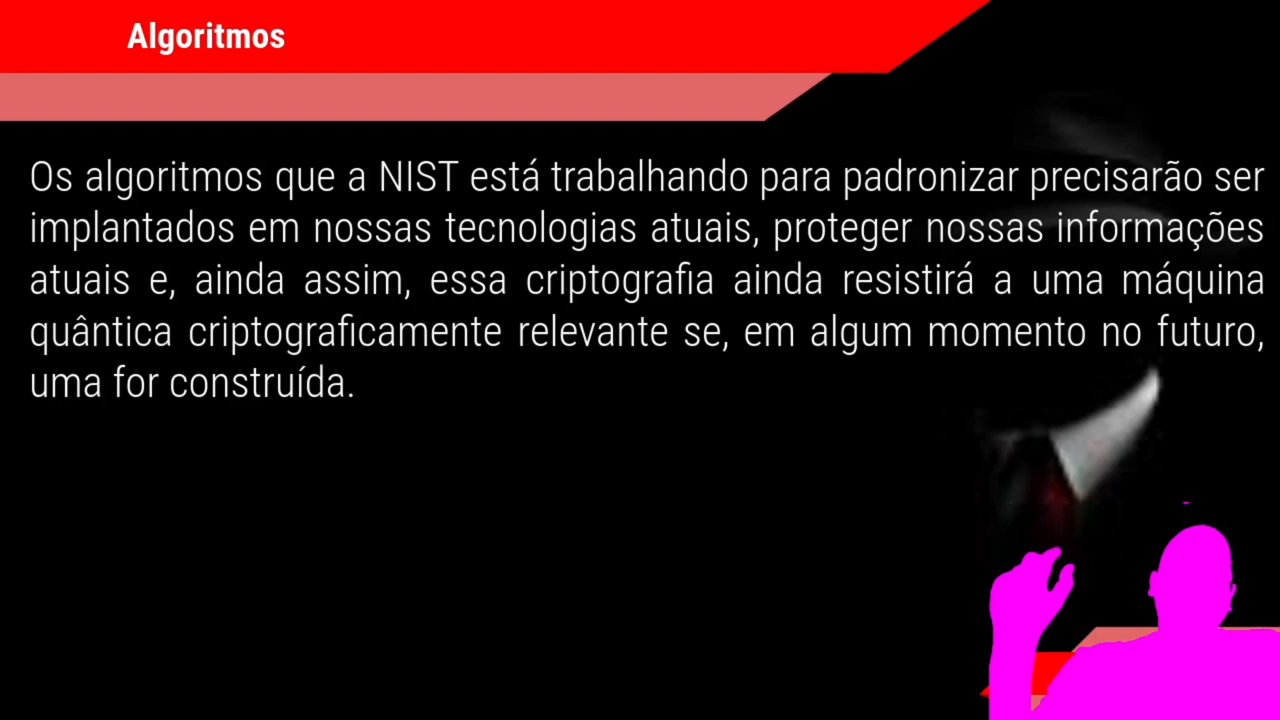 Algoritmos
Os algoritmos que a NIST está trabalhando para padronizar precisarão ser
implantados em nossas tecnologias atuais, proteger nossas informações
atuais e, ainda assim, essa criptografia ainda resistirá a uma máquina
quântica criptograficamente relevante se, em algum momento no futuro,
uma for construída.